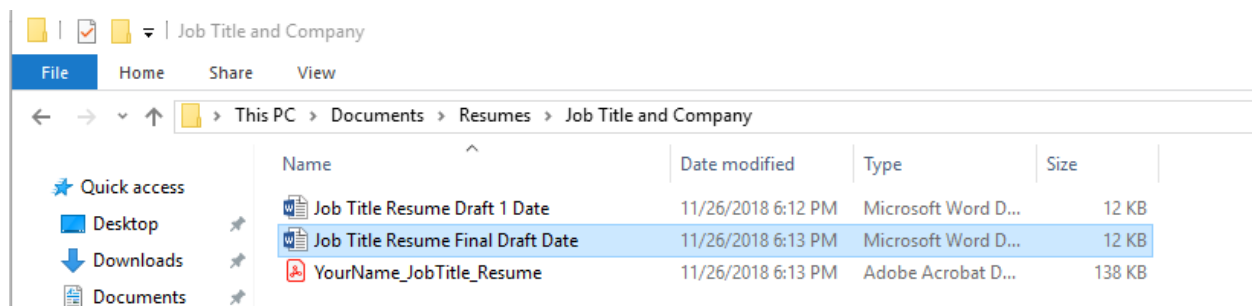 Job Title and Company
File Home Share View
This PC > Documents > Resumes > Job Title and Company
Name Date modified Type Size
Quick access
Desktop
Downloads
Documents
Job Title Resume Draft 1 Date 11/26/2018 6:12 PM Microsoft Word D... 12 KB
Job Title Resume Final Draft Date 11/26/2018 6:13 PM Microsoft Word D... 12 KB
YourName_JobTitle_Resume 11/26/2018 6:13 PM Adobe Acrobat D... 138 KB